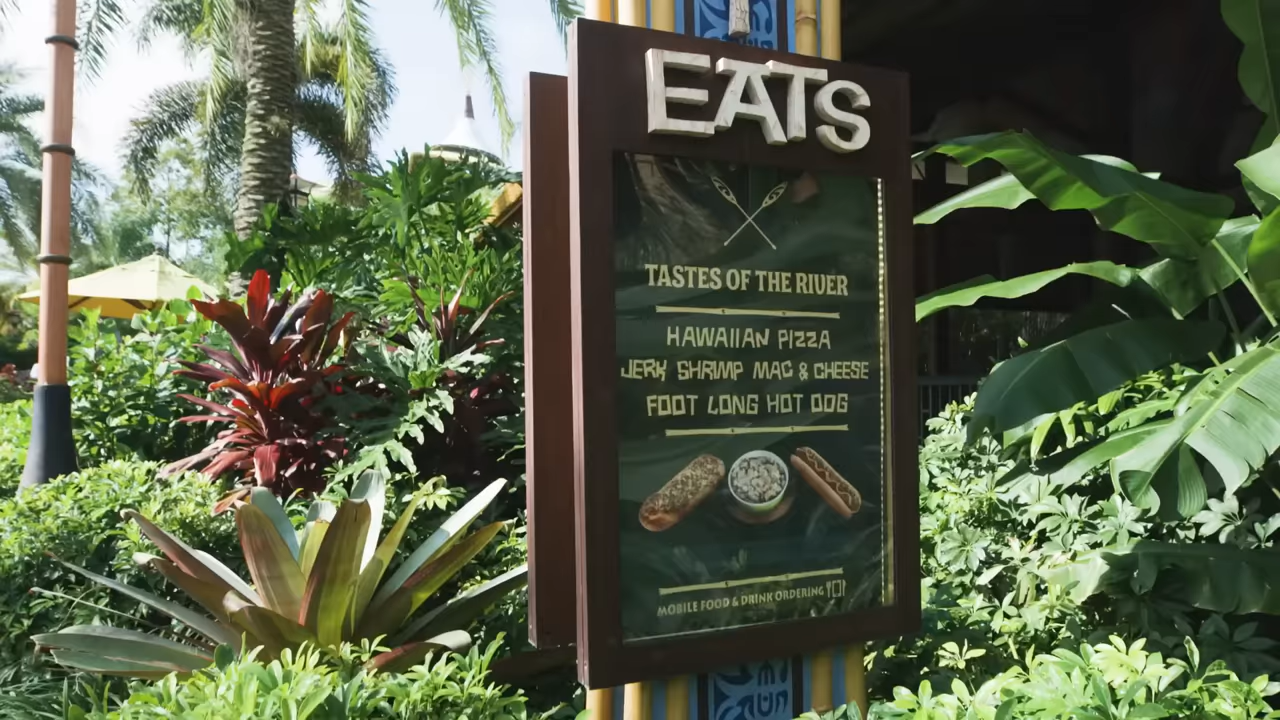 EATS
TASTES OF THE RIVER
HAWAIIAN PIZZA
JERK SHRIMP MAC & CHEESE
FOOT LONG HOT DOG
MOBILE FOOD & DRINK ORDERING